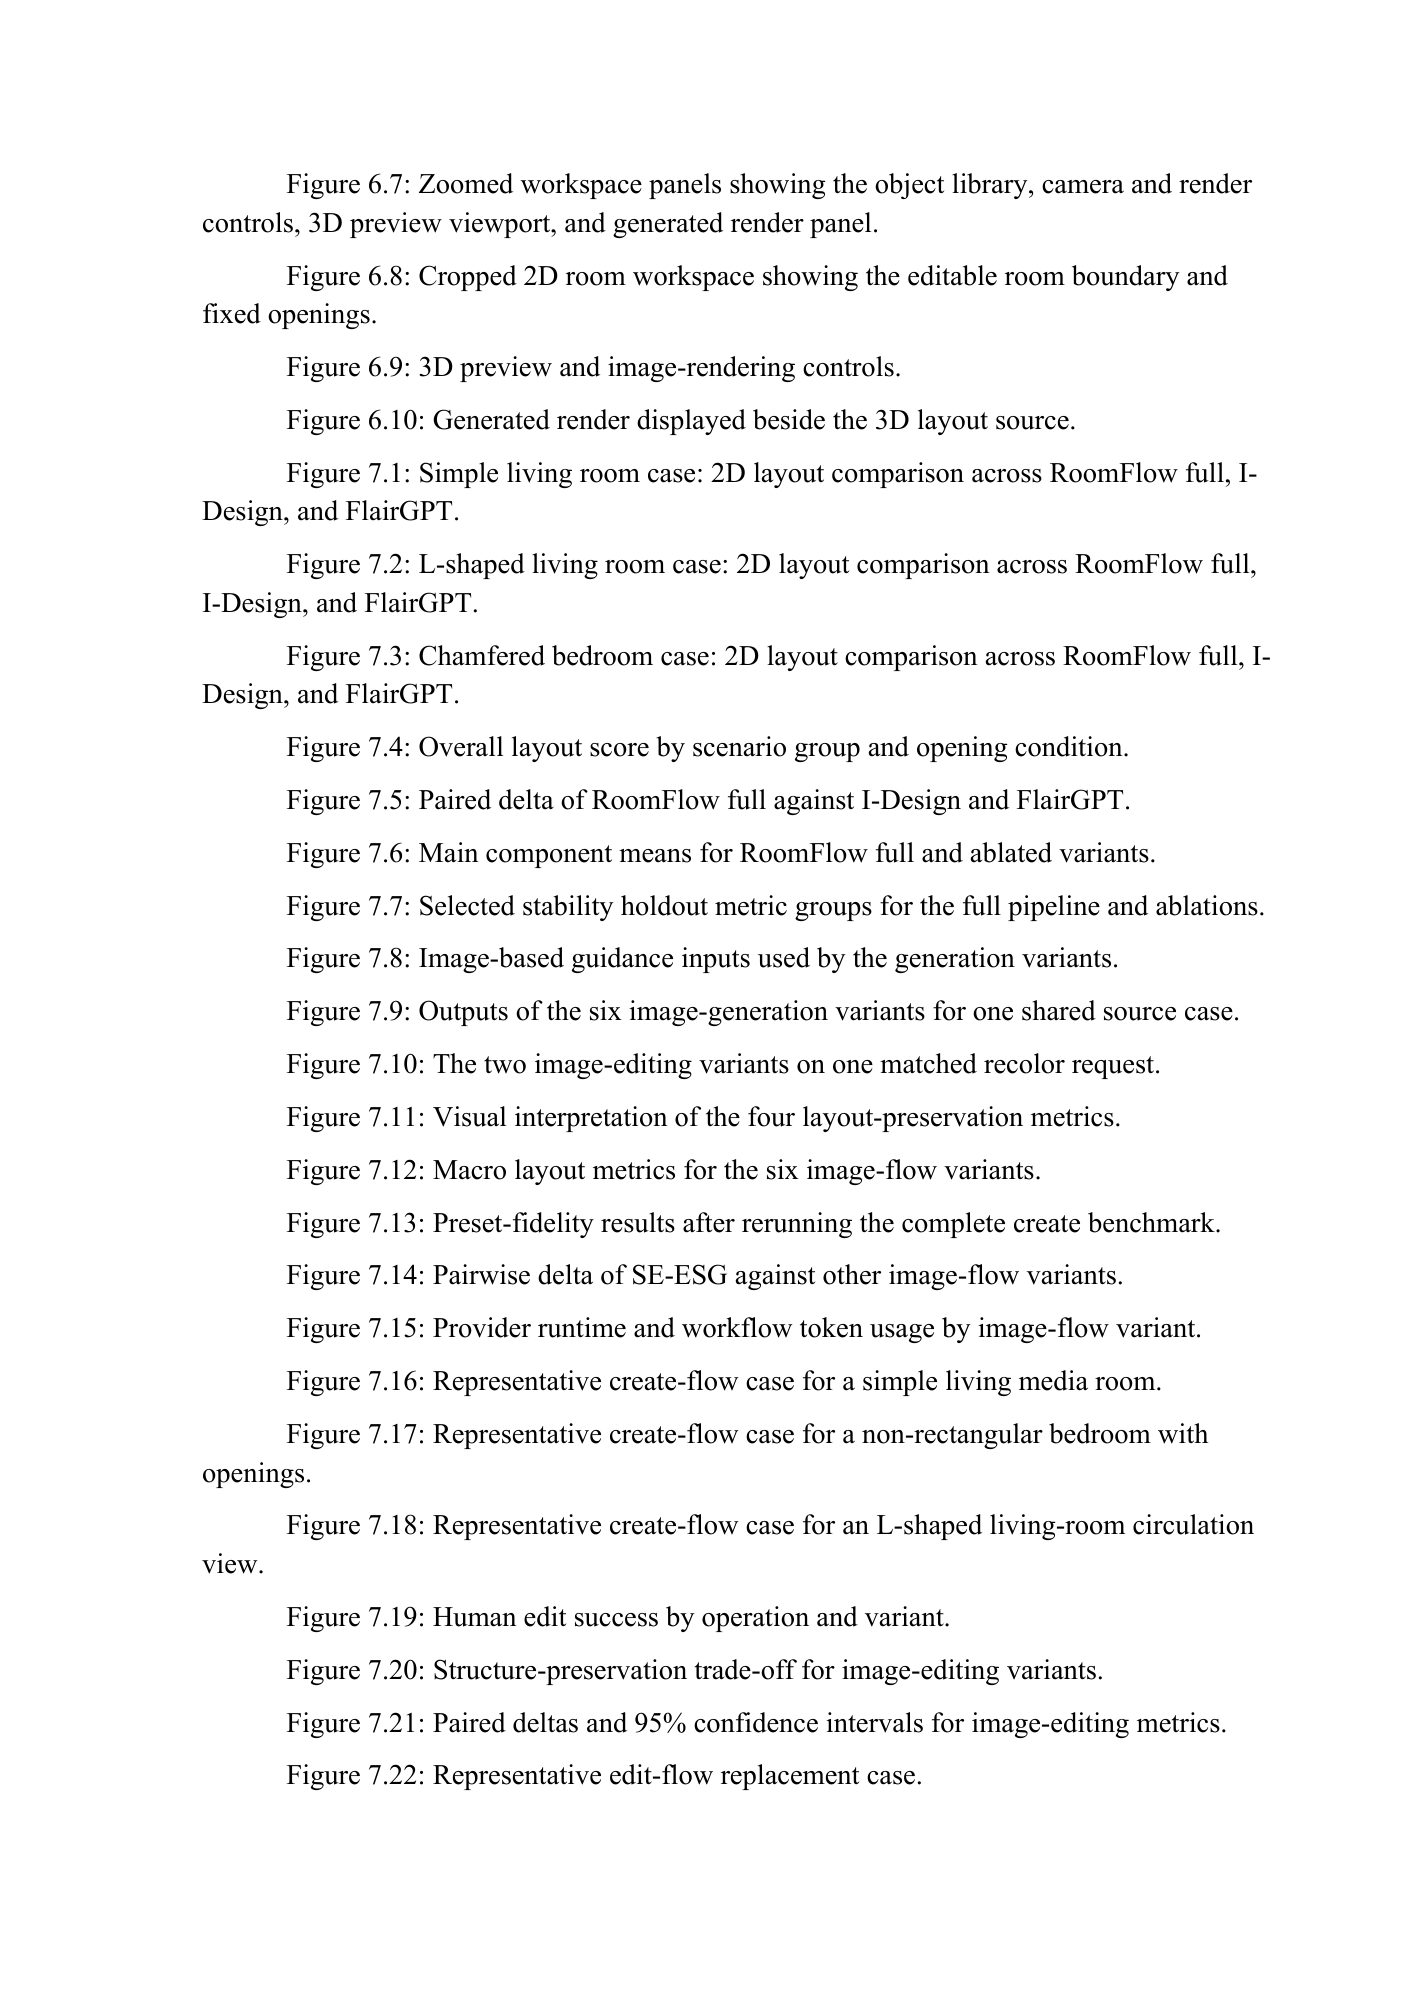 Figure 6.7: Zoomed workspace panels showing the object library, camera and render
controls, 3D preview viewport, and generated render panel.
Figure 6.8: Cropped 2D room workspace showing the editable room boundary and
fixed openings.
Figure 6.9: 3D preview and image-rendering controls.
Figure 6.10: Generated render displayed beside the 3D layout source.
Figure 7.1: Simple living room case: 2D layout comparison across RoomFlow full, I-
Design, and FlairGPT.
Figure 7.2: L-shaped living room case: 2D layout comparison across RoomFlow full,
I-Design, and FlairGPT.
Figure 7.3: Chamfered bedroom case: 2D layout comparison across RoomFlow full, I-
Design, and FlairGPT.
Figure 7.4: Overall layout score by scenario group and opening condition.
Figure 7.5: Paired delta of RoomFlow full against I-Design and FlairGPT.
Figure 7.6: Main component means for RoomFlow full and ablated variants.
Figure 7.7: Selected stability holdout metric groups for the full pipeline and ablations.
Figure 7.8: Image-based guidance inputs used by the generation variants.
Figure 7.9: Outputs of the six image-generation variants for one shared source case.
Figure 7.10: The two image-editing variants on one matched recolor request.
Figure 7.11: Visual interpretation of the four layout-preservation metrics.
Figure 7.12: Macro layout metrics for the six image-flow variants.
Figure 7.13: Preset-fidelity results after rerunning the complete create benchmark.
Figure 7.14: Pairwise delta of SE-ESG against other image-flow variants.
Figure 7.15: Provider runtime and workflow token usage by image-flow variant.
Figure 7.16: Representative create-flow case for a simple living media room.
Figure 7.17: Representative create-flow case for a non-rectangular bedroom with
openings.
Figure 7.18: Representative create-flow case for an L-shaped living-room circulation
view.
Figure 7.19: Human edit success by operation and variant.
Figure 7.20: Structure-preservation trade-off for image-editing variants.
Figure 7.21: Paired deltas and 95% confidence intervals for image-editing metrics.
Figure 7.22: Representative edit-flow replacement case.